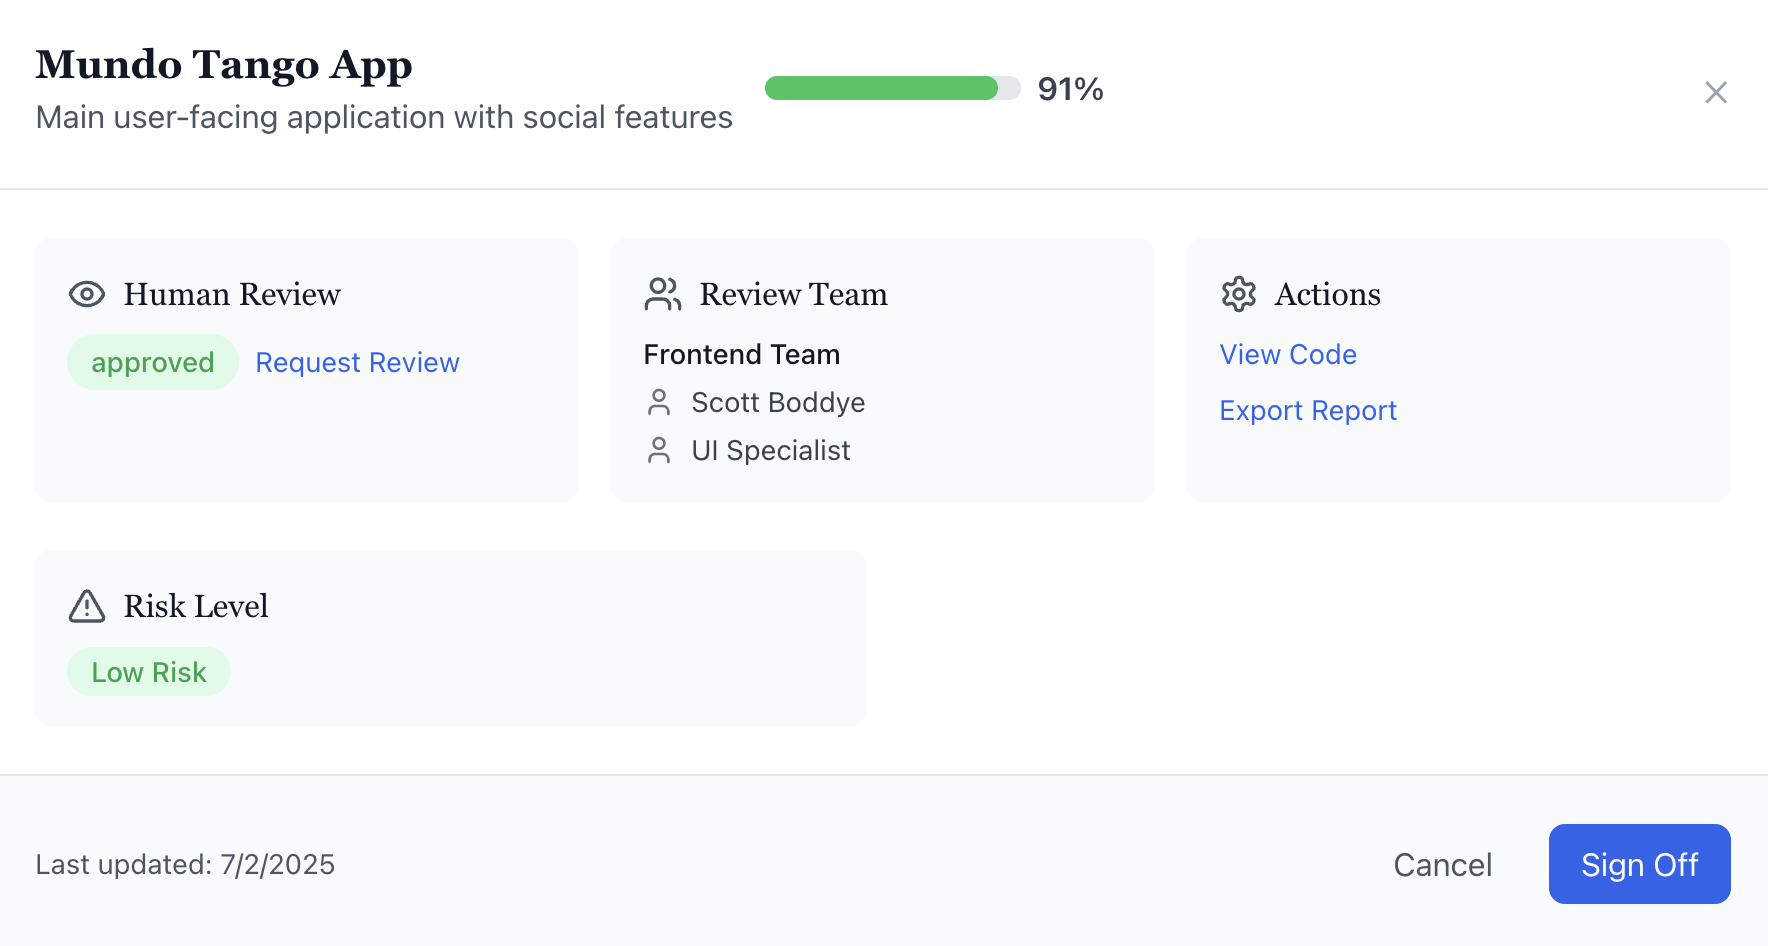 Mundo Tango App
Main user-facing application with social features
91%
Human Review
approved Request Review
Review Team
Frontend Team
Scott Boddye
UI Specialist
Actions
View Code
Export Report
Risk Level
Low Risk
Last updated: 7/2/2025
Cancel
Sign Off